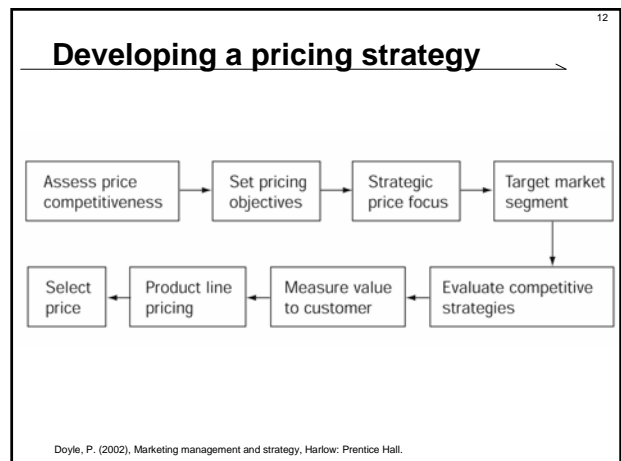 12
Developing a pricing strategy
Assess price
competitiveness
Set pricing
objectives
Strategic
price focus
Target market
segment
Evaluate competitive
strategies
Measure value
to customer
Product line
pricing
Select
price
Doyle, P. (2002), Marketing management and strategy, Harlow: Prentice Hall.